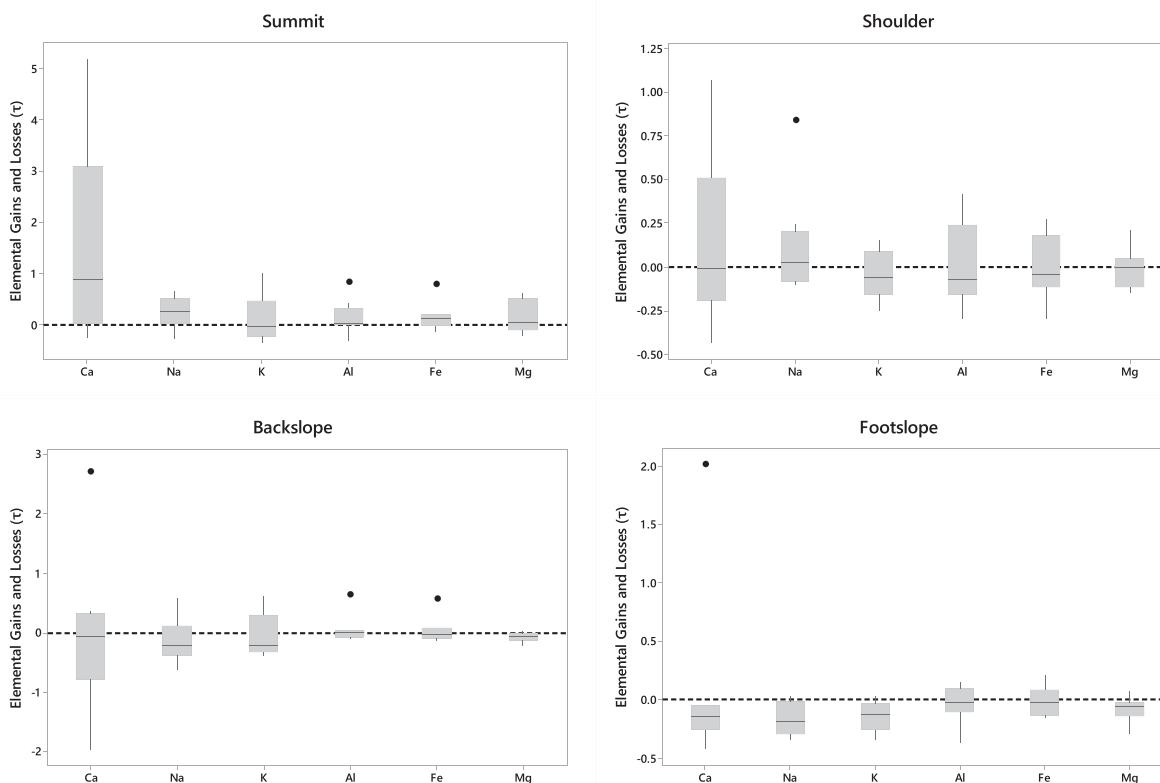 Summit
Elemental Gains and Losses (τ)
5
4
3
2
1
0
Ca Na K Al Fe Mg
Shoulder
Elemental Gains and Losses (τ)
1.25
1.00
0.75
0.50
0.25
0.00
-0.25
-0.50
Ca Na K Al Fe Mg
Backslope
Elemental Gains and Losses (τ)
3
2
1
0
-1
-2
Ca Na K Al Fe Mg
Footslope
Elemental Gains and Losses (τ)
2.0
1.5
1.0
0.5
0.0
-0.5
Ca Na K Al Fe Mg